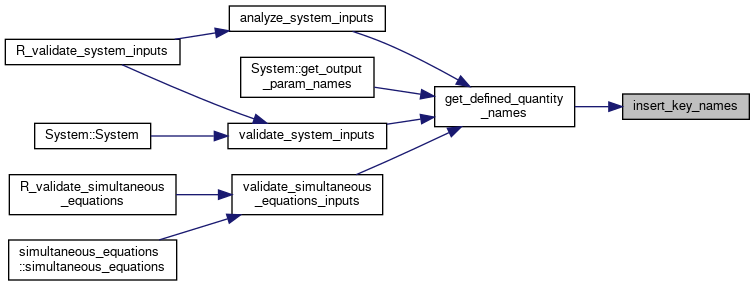 analyze_system_inputs
R_validate_system_inputs
System::get_output
_param_names
get_defined_quantity
_names
insert_key_names
System::System
validate_system_inputs
R_validate_simultaneous
_equations
validate_simultaneous
_equations_inputs
simultaneous_equations
::simultaneous_equations